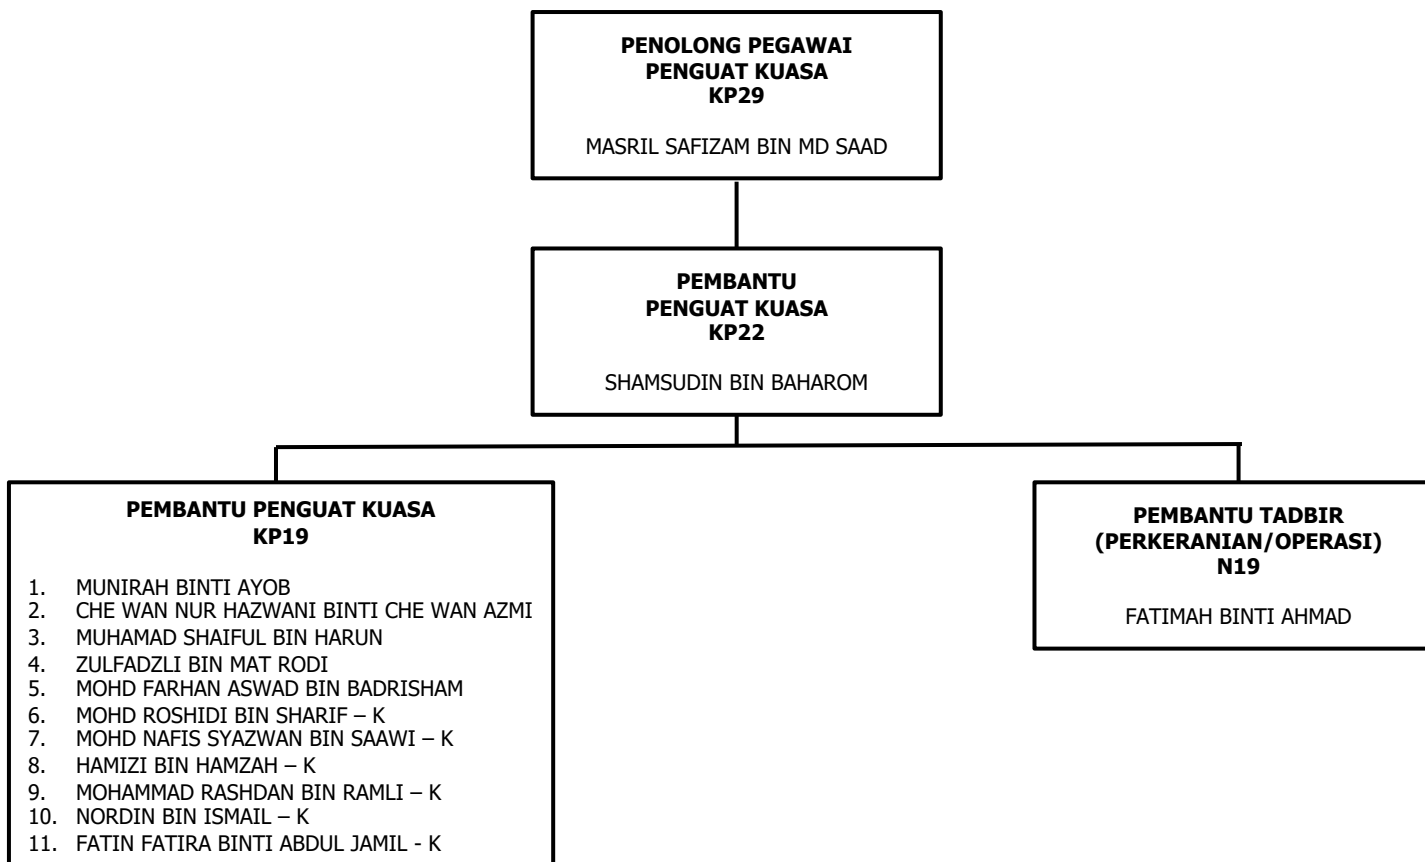 PENOLONG PEGAWAI
PENGUAT KUASA
KP29
MASRIL SAFIZAM BIN MD SAAD
PEMBANTU
PENGUAT KUASA
KP22
SHAMSUDIN BIN BAHAROM
PEMBANTU PENGUAT KUASA
KP19
1. MUNIRAH BINTI AYOB
2. CHE WAN NUR HAZWANI BINTI CHE WAN AZMI
3. MUHAMAD SHAIFUL BIN HARUN
4. ZULFADZLI BIN MAT RODI
5. MOHD FARHAN ASWAD BIN BADRISHAM
6. MOHD ROSHIDI BIN SHARIF – K
7. MOHD NAFIS SYAZWAN BIN SAAWI – K
8. HAMIZI BIN HAMZAH – K
9. MOHAMMAD RASHDAN BIN RAMLI – K
10. NORDIN BIN ISMAIL – K
11. FATIN FATIRA BINTI ABDUL JAMIL - K
PEMBANTU TADBIR
(PERKERANIAN/OPERASI)
N19
FATIMAH BINTI AHMAD